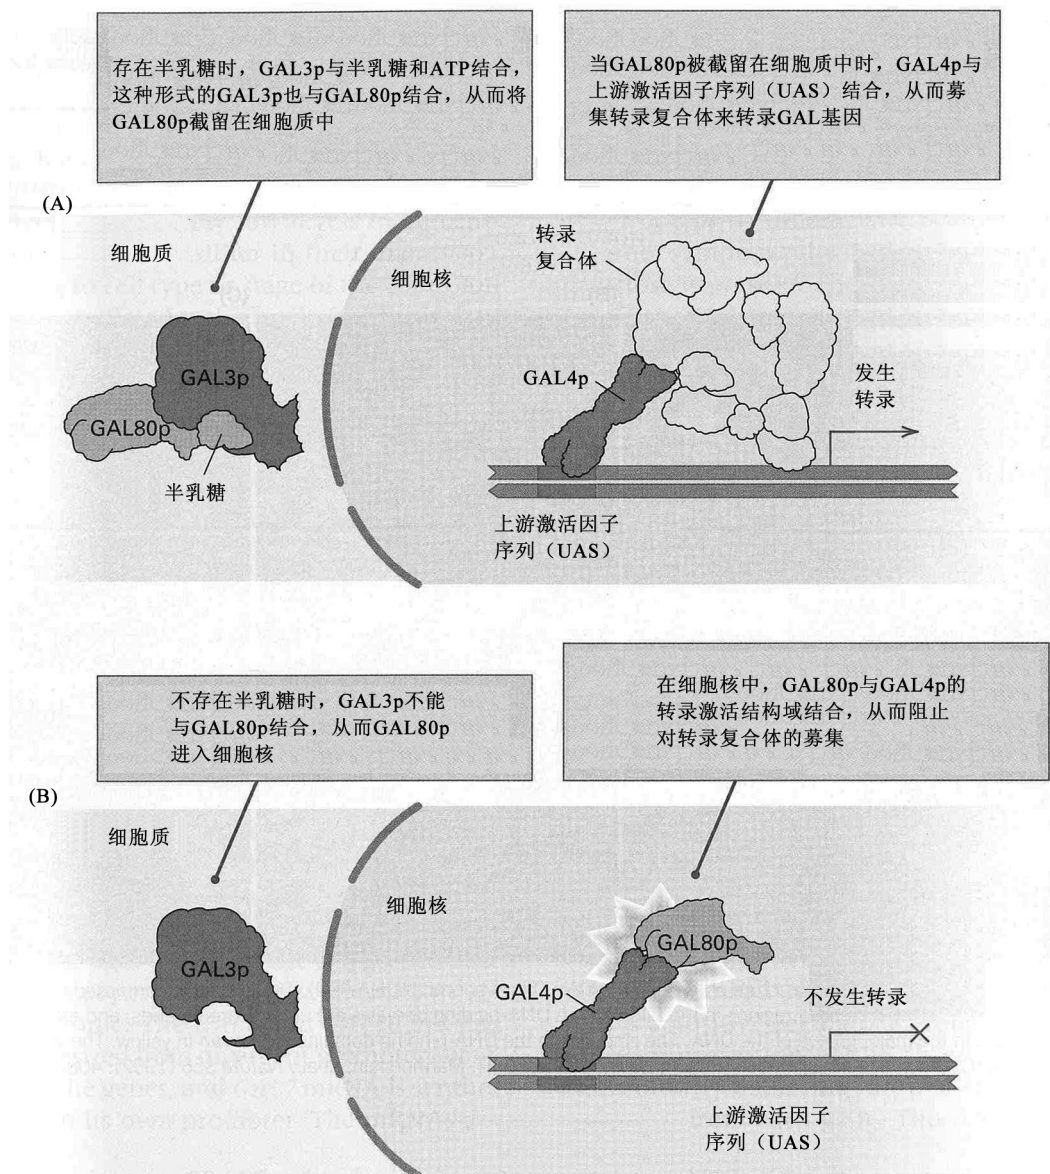 存在半乳糖时，GAL3p与半乳糖和ATP结合，
这种形式的GAL3p也与GAL80p结合，从而将
GAL80p截留在细胞质中
当GAL80p被截留在细胞质中时，GAL4p与
上游激活因子序列（UAS）结合，从而募
集转录复合体来转录GAL基因
(A)
细胞质
细胞核
转录
复合体
GAL3p
GAL80p
半乳糖
GAL4p
发生
转录
上游激活因子
序列（UAS）
不存在半乳糖时，GAL3p不能
与GAL80p结合，从而GAL80p
进入细胞核
在细胞核中，GAL80p与GAL4p的
转录激活结构域结合，从而阻止
对转录复合体的募集
(B)
细胞质
细胞核
GAL3p
GAL80p
GAL4p
不发生转录
上游激活因子
序列（UAS）